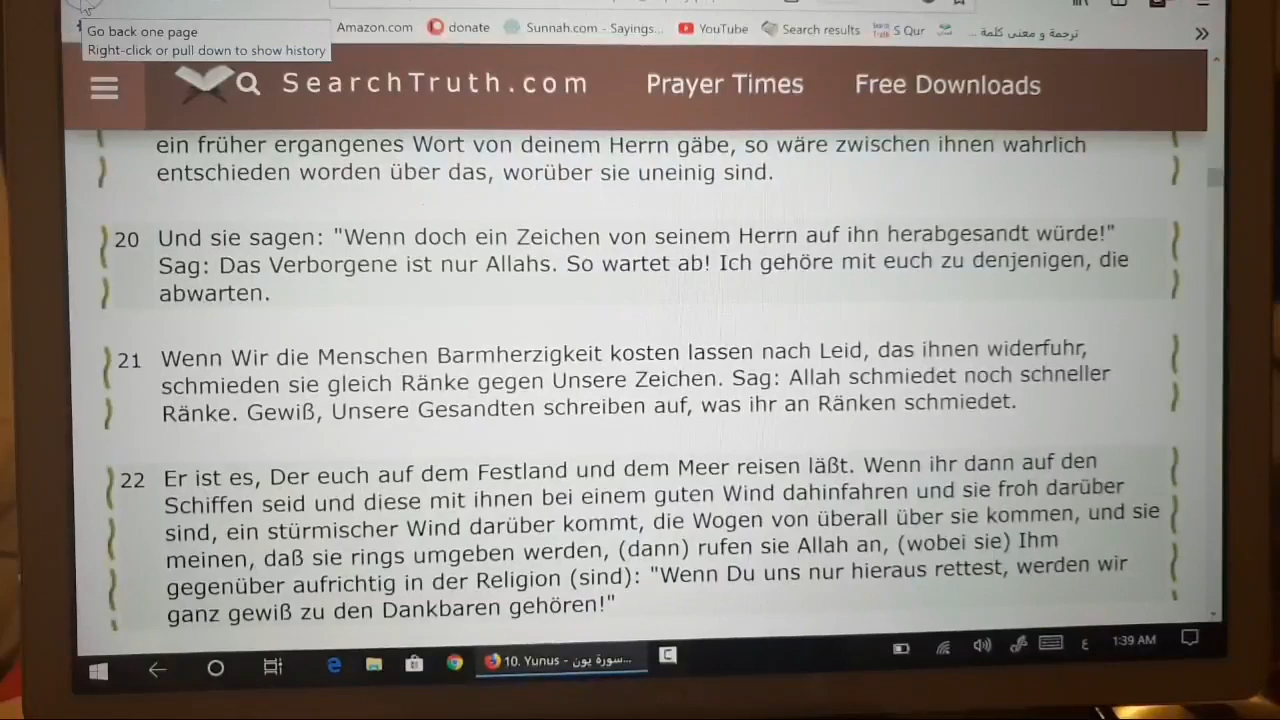 Go back one page
Right-click or pull down to show history
Amazon.com donate Sunnah.com - Sayings... YouTube Search results S Qur ترجمة و معنى كلمة ...
SearchTruth.com Prayer Times Free Downloads
ein früher ergangenes Wort von deinem Herrn gäbe, so wäre zwischen ihnen wahrlich
entschieden worden über das, worüber sie uneinig sind.
20 Und sie sagen: "Wenn doch ein Zeichen von seinem Herrn auf ihn herabgesandt würde!"
Sag: Das Verborgene ist nur Allahs. So wartet ab! Ich gehöre mit euch zu denjenigen, die
abwarten.
21 Wenn Wir die Menschen Barmherzigkeit kosten lassen nach Leid, das ihnen widerfuhr,
schmieden sie gleich Ränke gegen Unsere Zeichen. Sag: Allah schmiedet noch schneller
Ränke. Gewiß, Unsere Gesandten schreiben auf, was ihr an Ränken schmiedet.
22 Er ist es, Der euch auf dem Festland und dem Meer reisen läßt. Wenn ihr dann auf den
Schiffen seid und diese mit ihnen bei einem guten Wind dahinfahren und sie froh darüber
sind, ein stürmischer Wind darüber kommt, die Wogen von überall über sie kommen, und sie
meinen, daß sie rings umgeben werden, (dann) rufen sie Allah an, (wobei sie) Ihm
gegenüber aufrichtig in der Religion (sind): "Wenn Du uns nur hieraus rettest, werden wir
ganz gewiß zu den Dankbaren gehören!"
10. Yunus - سورة يون... ع 1:39 AM